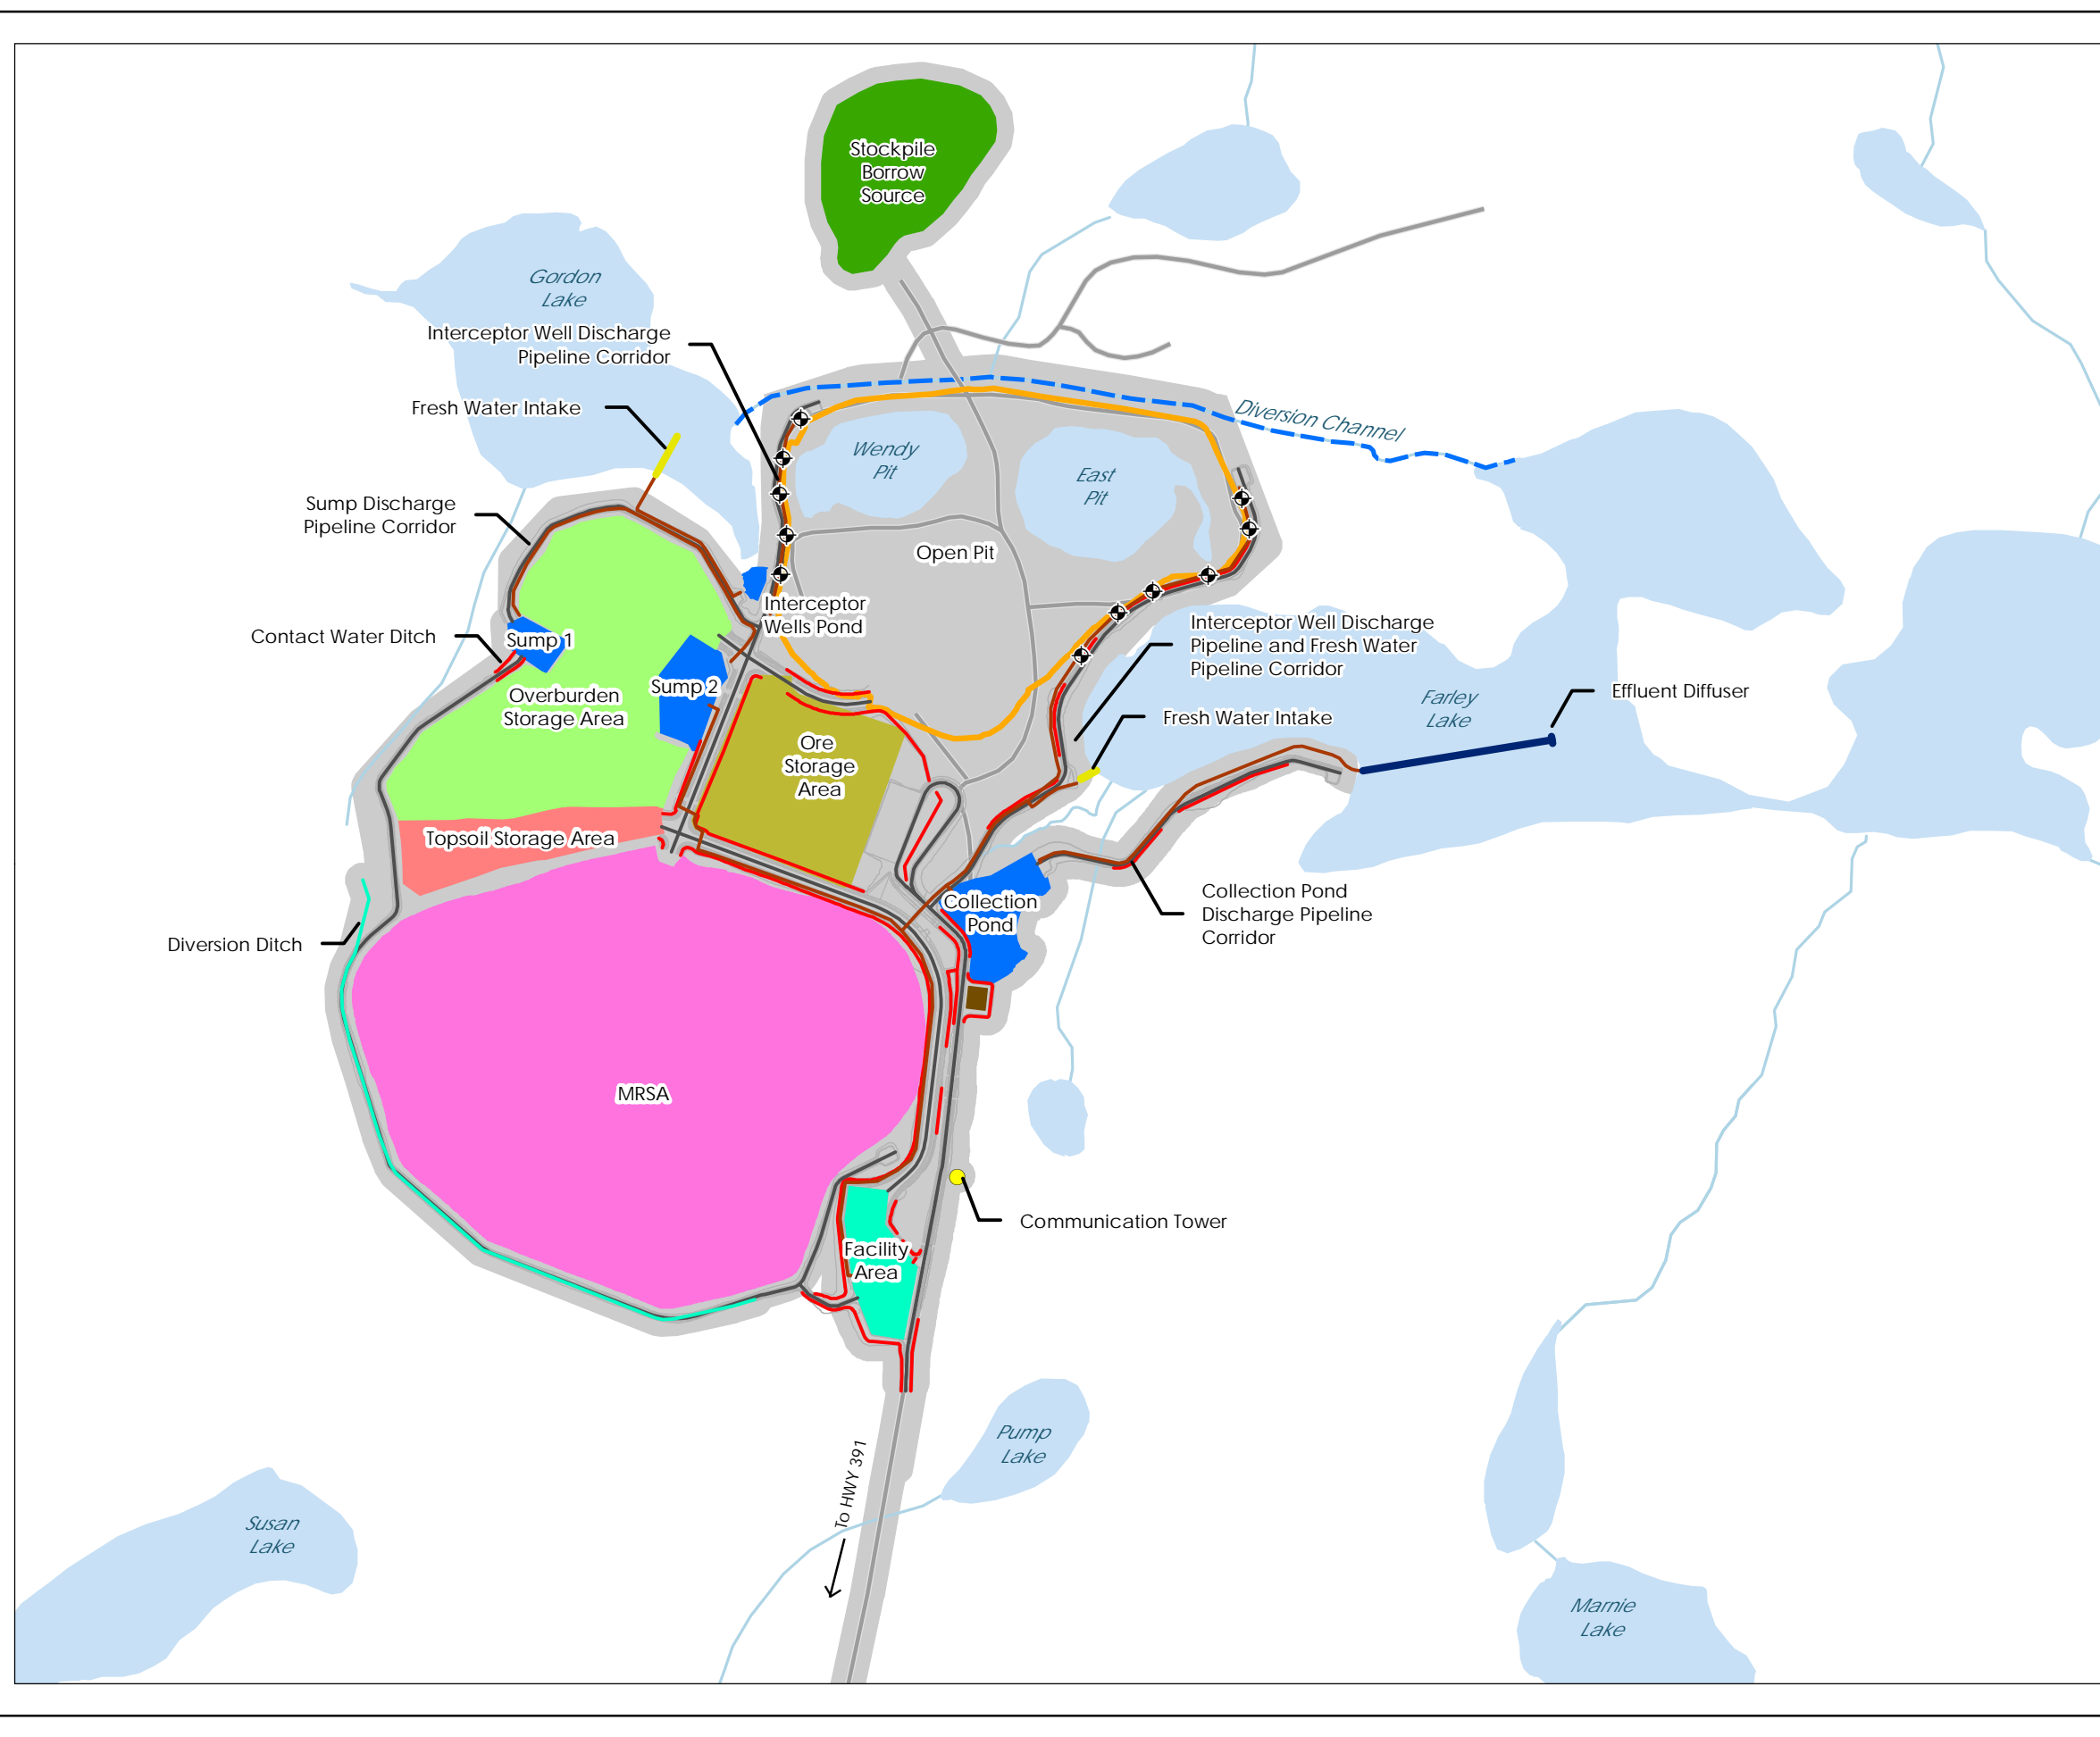 Stockpile
Borrow
Source
Gordon
Lake
Interceptor Well Discharge
Pipeline Corridor
Fresh Water Intake
Diversion Channel
Wendy
Pit
East
Pit
Sump Discharge
Pipeline Corridor
Open Pit
Interceptor
Wells Pond
Interceptor Well Discharge
Pipeline and Fresh Water
Pipeline Corridor
Contact Water Ditch
Sump 1
Sump 2
Overburden
Storage Area
Farley
Lake
Effluent Diffuser
Fresh Water Intake
Ore
Storage
Area
Topsoil Storage Area
Collection
Pond
Collection Pond
Discharge Pipeline
Corridor
Diversion Ditch
MRSA
Communication Tower
Facility
Area
Pump
Lake
To HWY 391
Susan
Lake
Marnie
Lake